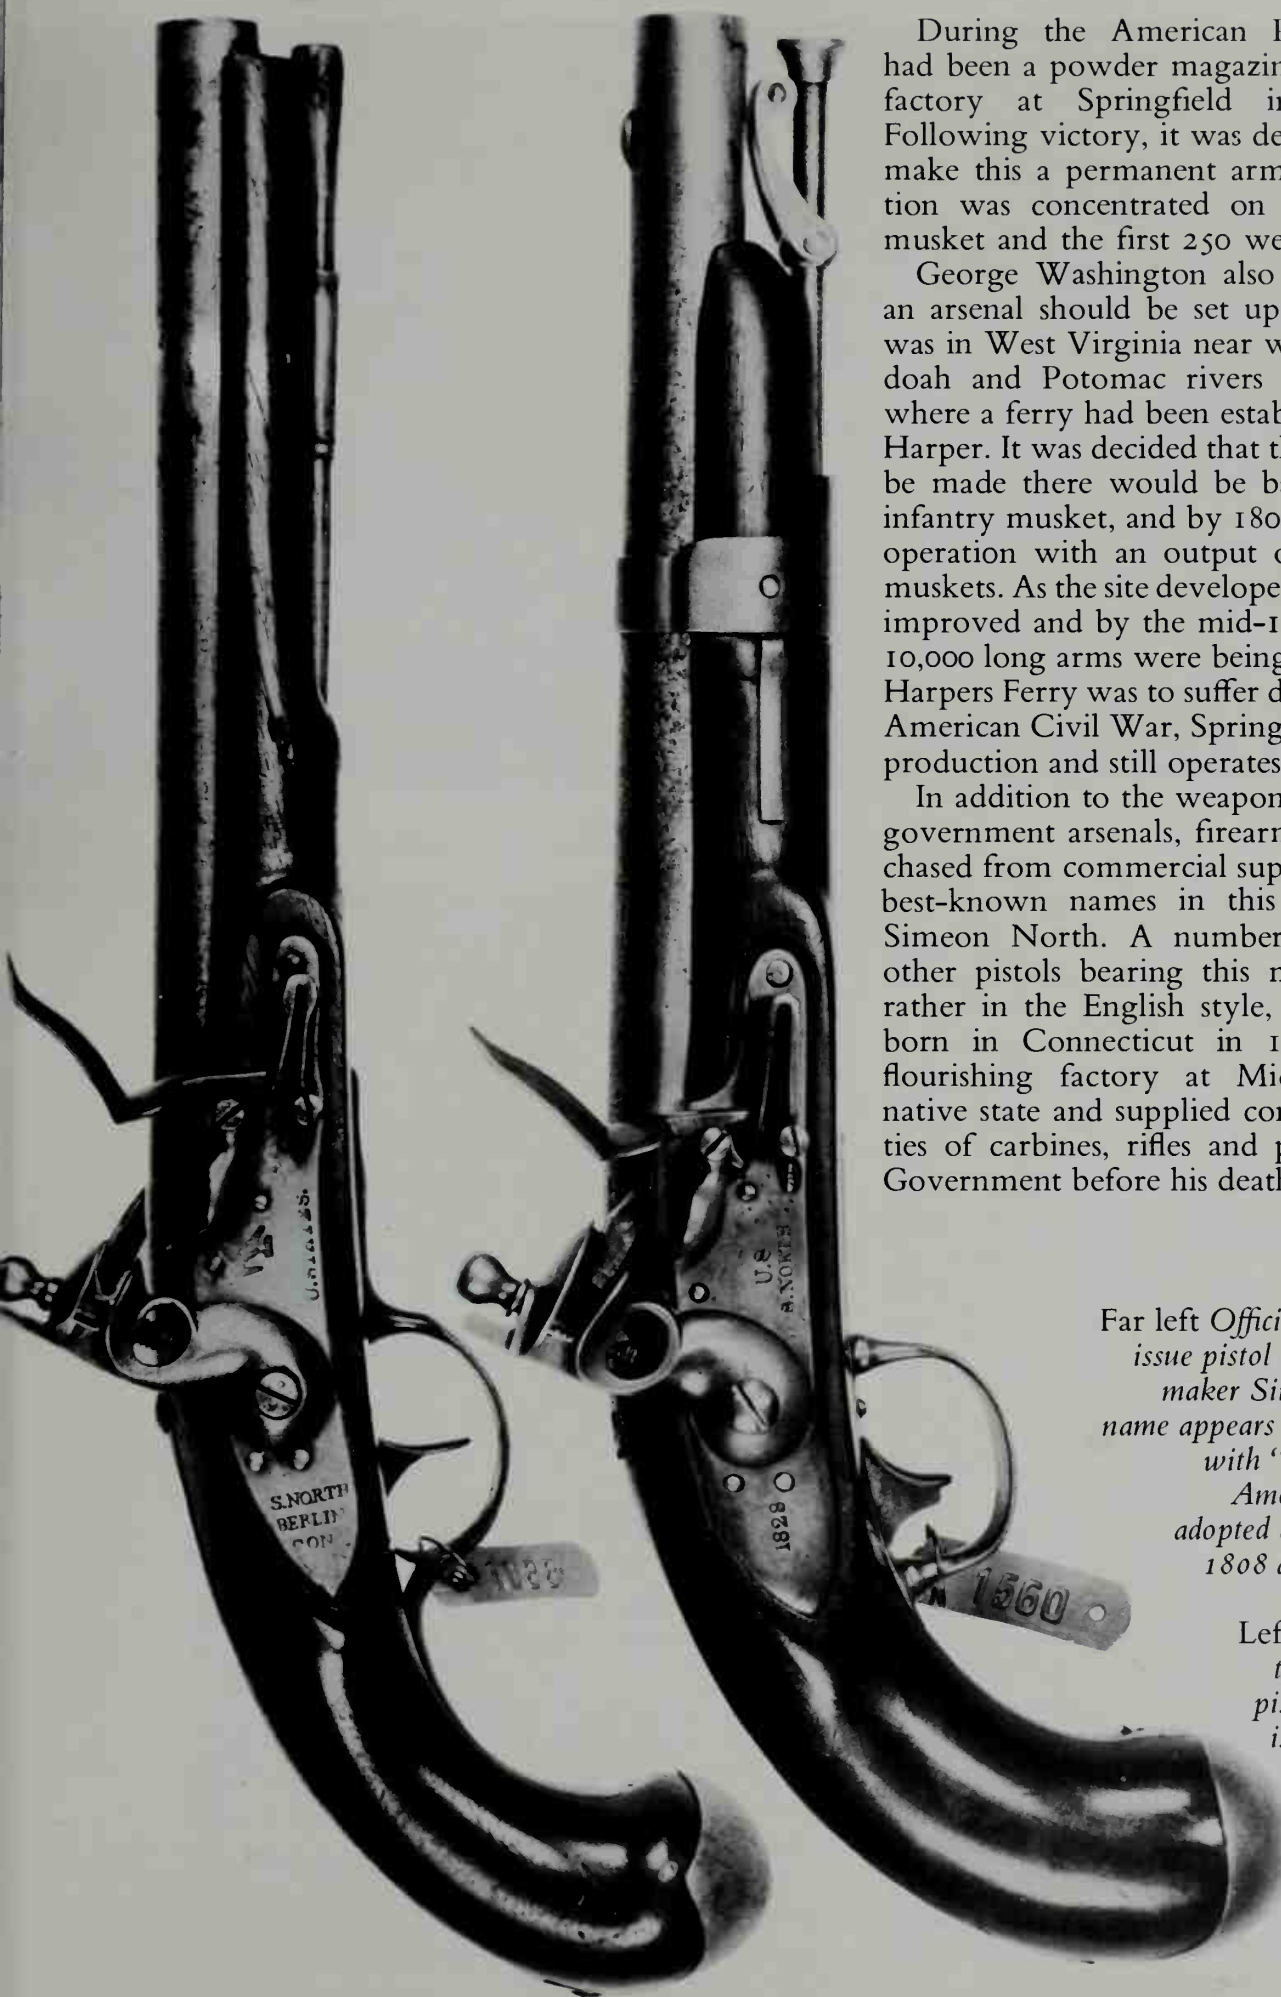 During the American
had been a powder magazin
factory at Springfield in
Following victory, it was de
make this a permanent arm
tion was concentrated on
musket and the first 250 we
George Washington also
an arsenal should be set up
was in West Virginia near w
doah and Potomac rivers
where a ferry had been estab
Harper. It was decided that t
be made there would be b
infantry musket, and by 180
operation with an output
muskets. As the site develope
improved and by the mid-1
10,000 long arms were being
Harpers Ferry was to suffer d
American Civil War, Spring
production and still operates
In addition to the weapon
government arsenals, firearm
chased from commercial sup
best-known names in this
Simeon North. A number
other pistols bearing this n
rather in the English style,
born in Connecticut in 1
flourishing factory at Mid
native state and supplied con
ties of carbines, rifles and p
Government before his death
Far left Offici
issue pistol
maker Si
name appears
with “
Ame
adopted
1808
Lef
t
pi
i
U.STATES.
S.NORTH
BERLIN
CON.
U.S
S.NORTH
1828
1560